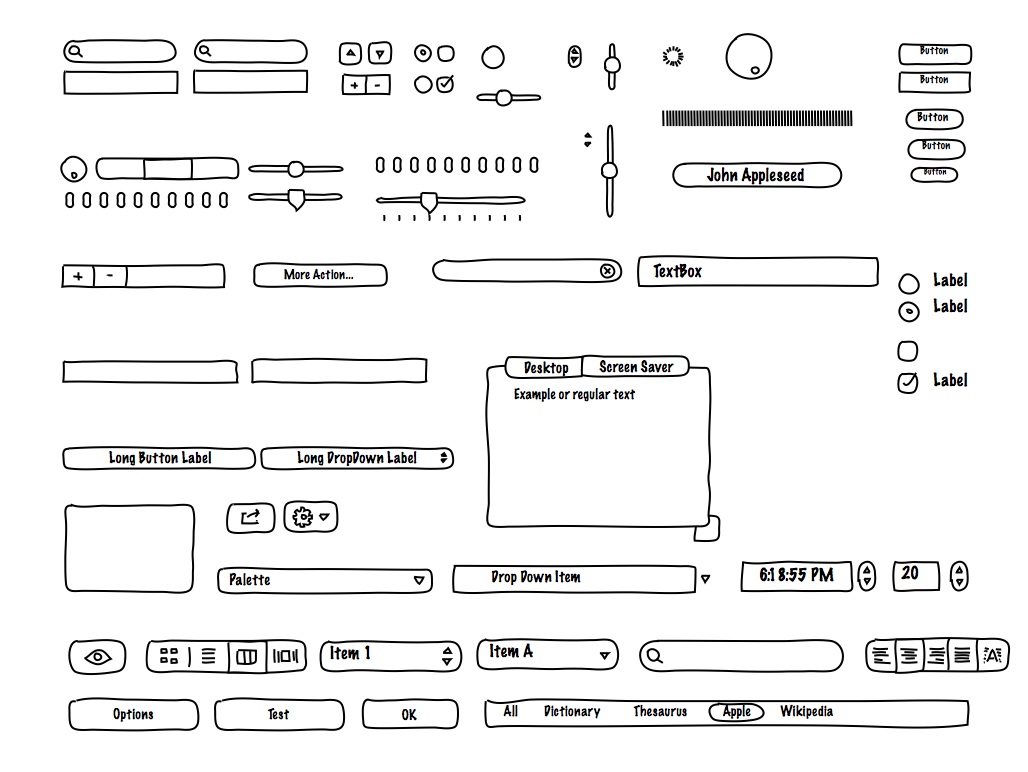 Button
+ -
Button
Button
Button
Button
John Appleseed
+ -
More Action...
TextBox
Label
Label
Desktop
Screen Saver
Example or regular text
Label
Long Button Label
Long DropDown Label
Palette
Drop Down Item
6:18:55 PM
20
Item 1
Item A
A
Options
Test
OK
All Dictionary Thesaurus Apple Wikipedia